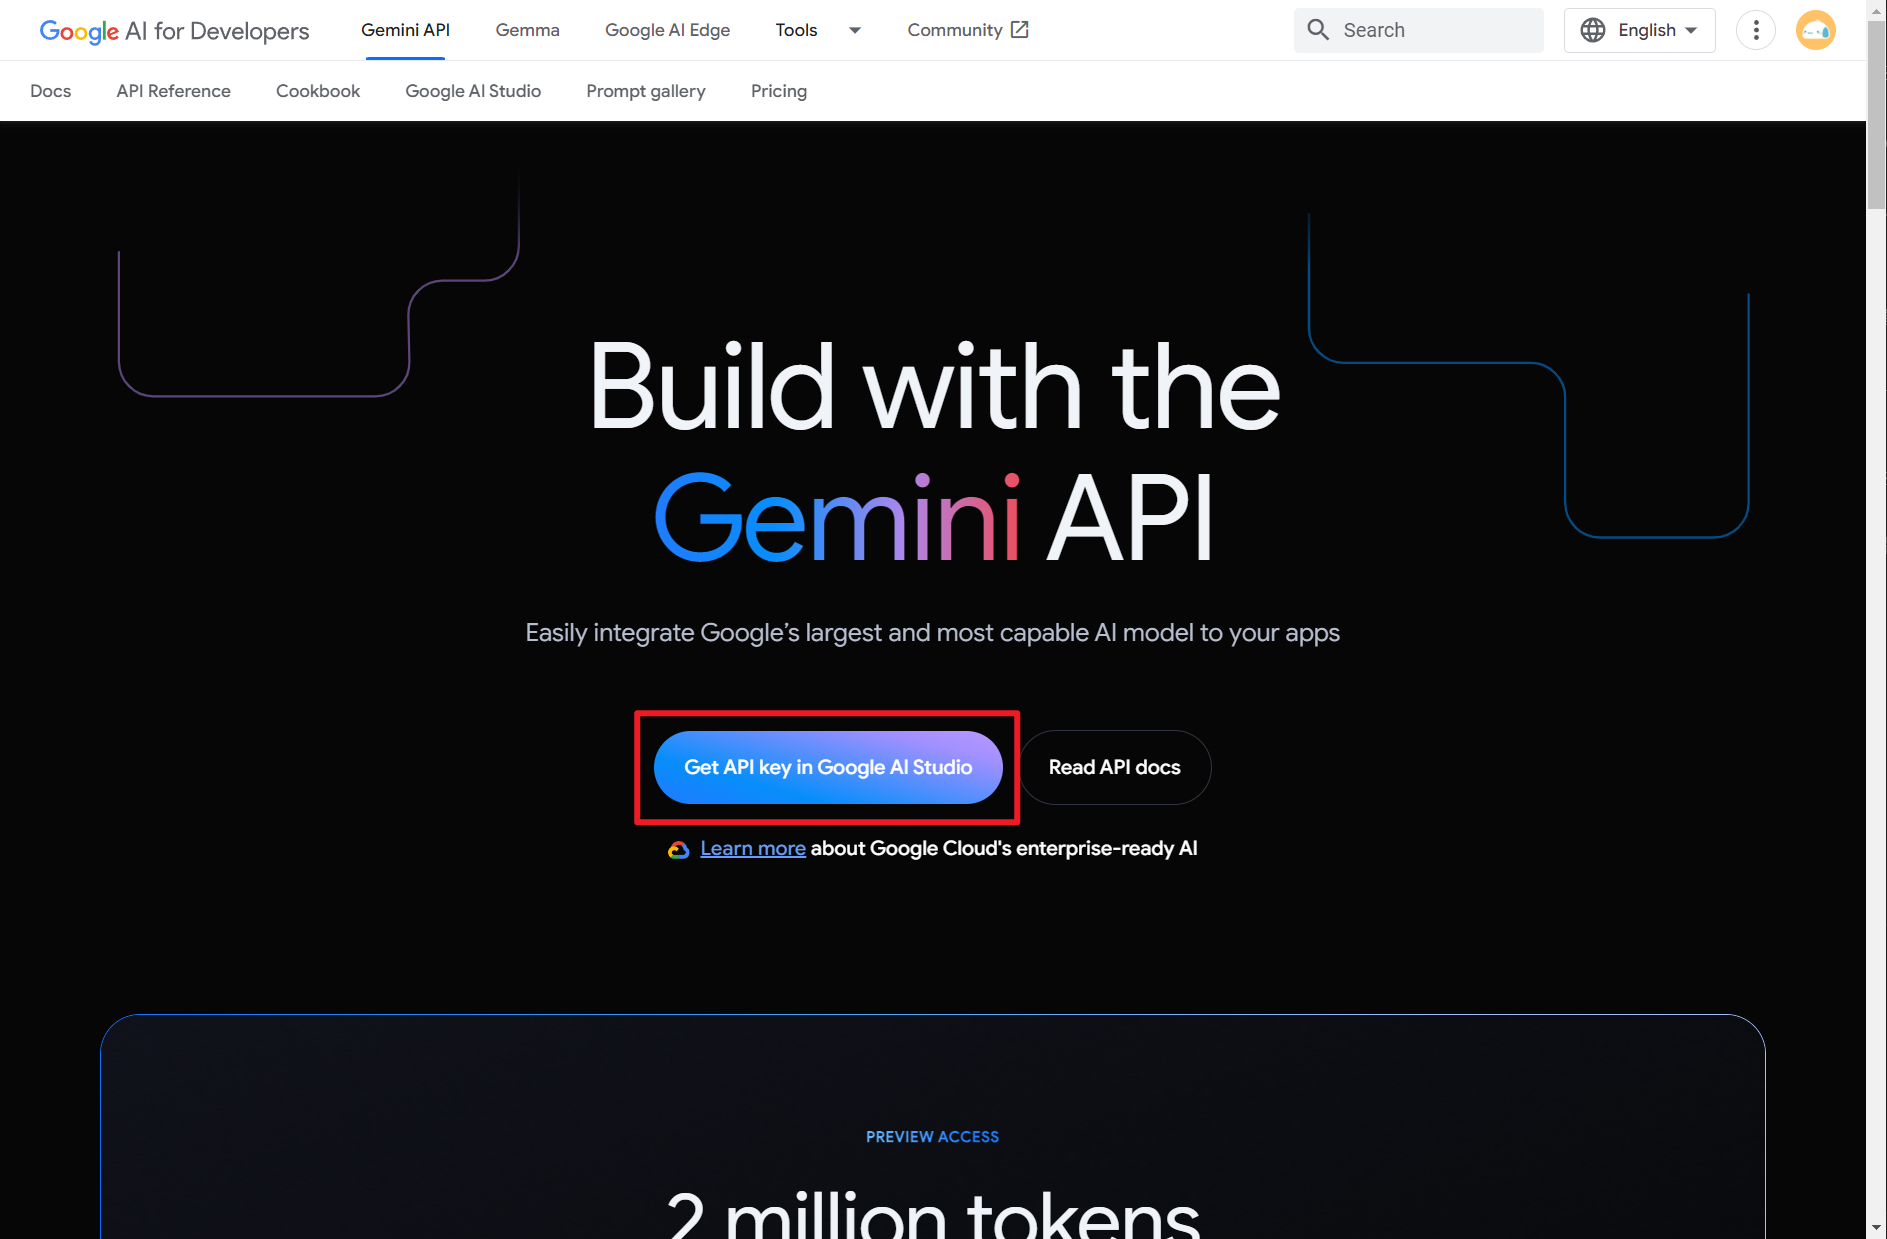 Google AI for Developers Gemini API Gemma Google AI Edge Tools Community Search English
Docs API Reference Cookbook Google AI Studio Prompt gallery Pricing
Build with the
Gemini API
Easily integrate Google’s largest and most capable AI model to your apps
Get API key in Google AI Studio Read API docs
Learn more about Google Cloud's enterprise-ready AI
PREVIEW ACCESS
2 million tokens